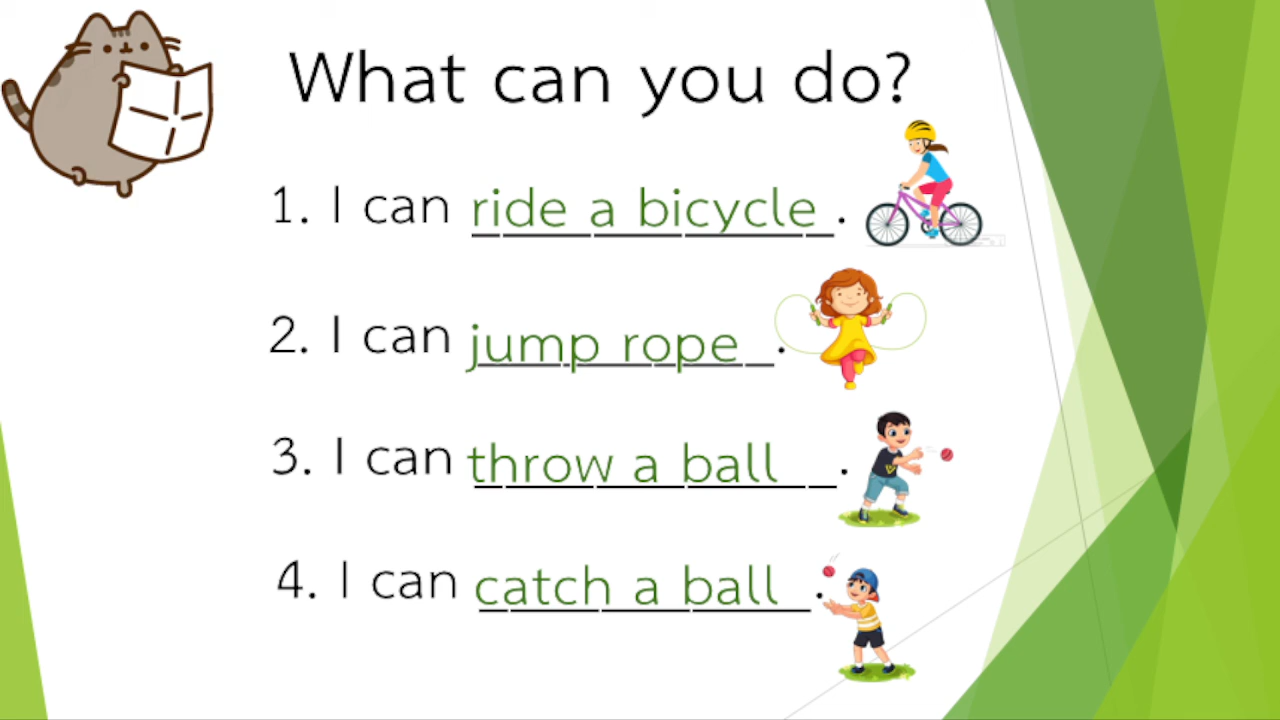 What can you do?
1. I can ride a bicycle.
2. I can jump rope.
3. I can throw a ball.
4. I can catch a ball.